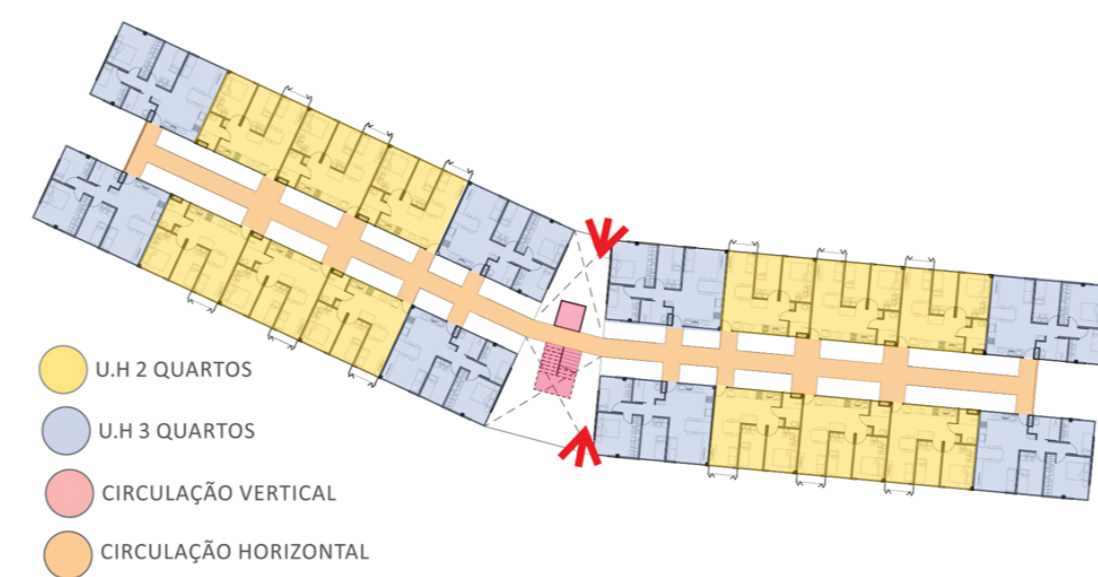 U.H 2 QUARTOS
U.H 3 QUARTOS
CIRCULAÇÃO VERTICAL
CIRCULAÇÃO HORIZONTAL